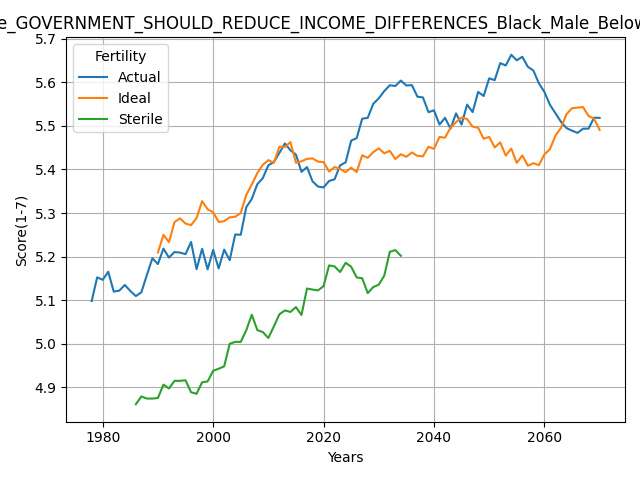 e_GOVERNMENT_SHOULD_REDUCE_INCOME_DIFFERENCES_Black_Male_Below
5.7
5.6
5.5
5.4
5.3
5.2
5.1
5.0
4.9
Score(1-7)
Fertility
Actual
Ideal
Sterile
1980
2000
2020
2040
2060
Years